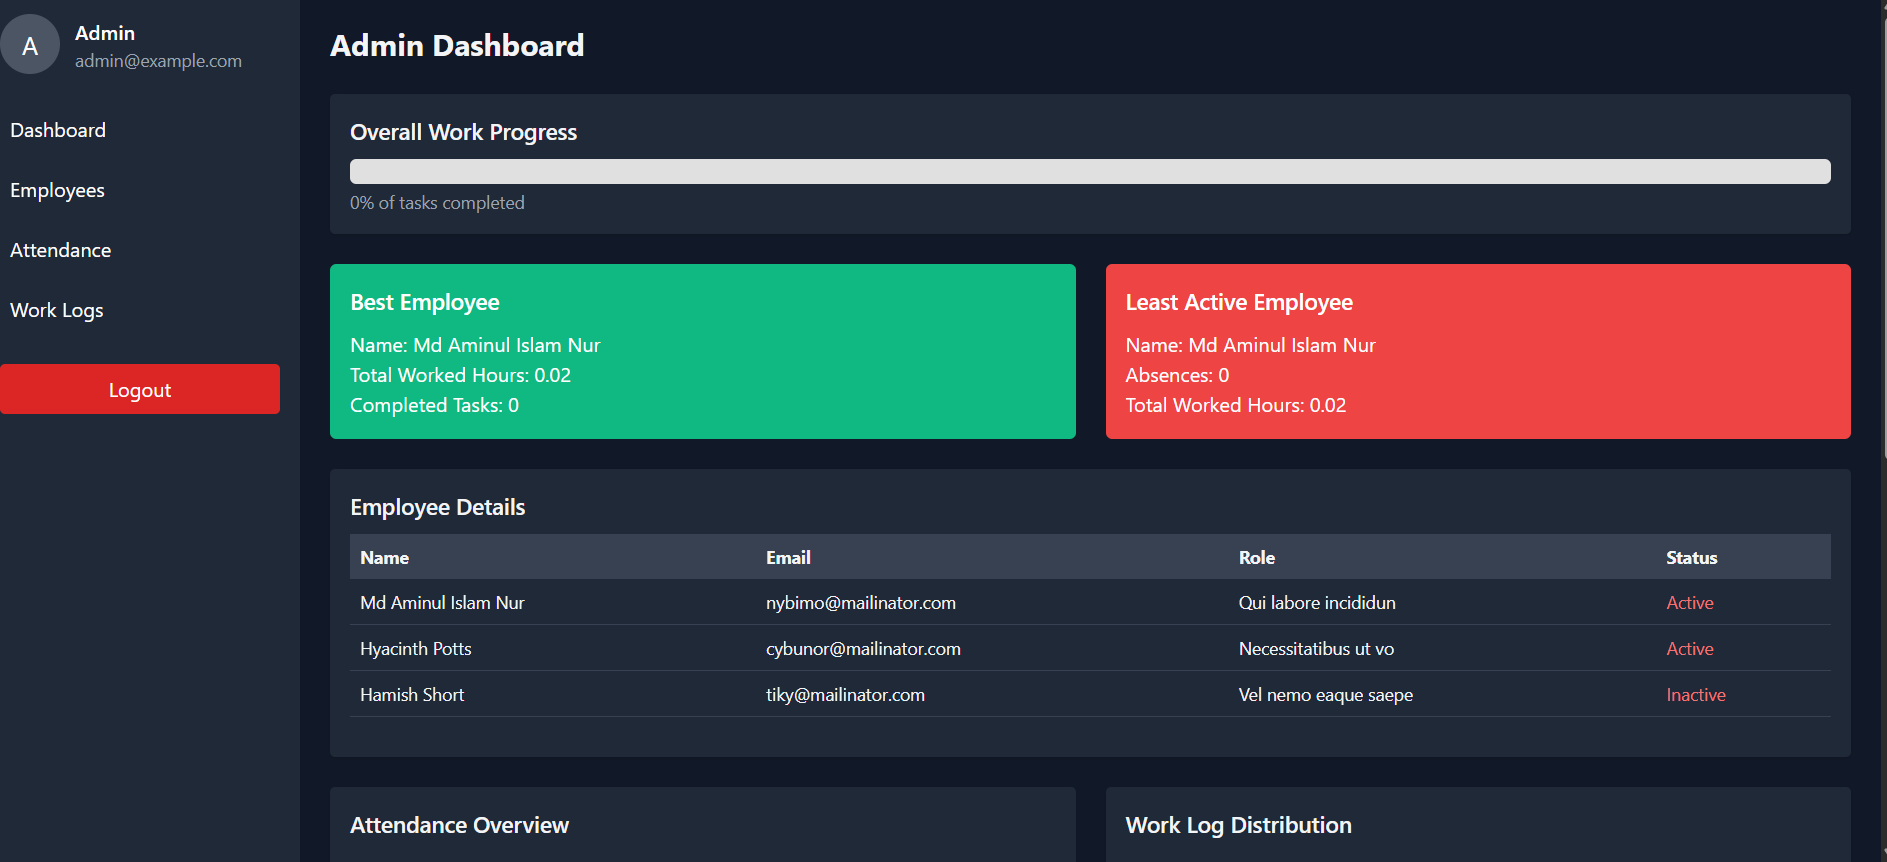 A
Admin
admin@example.com
Dashboard
Employees
Attendance
Work Logs
Logout
Admin Dashboard
Overall Work Progress
0% of tasks completed
Best Employee
Name: Md Aminul Islam Nur
Total Worked Hours: 0.02
Completed Tasks: 0
Least Active Employee
Name: Md Aminul Islam Nur
Absences: 0
Total Worked Hours: 0.02
Employee Details
Name Email Role Status
Md Aminul Islam Nur nybimo@mailinator.com Qui labore incididun Active
Hyacinth Potts cybunor@mailinator.com Necessitatibus ut vo Active
Hamish Short tiky@mailinator.com Vel nemo eaque saepe Inactive
Attendance Overview
Work Log Distribution